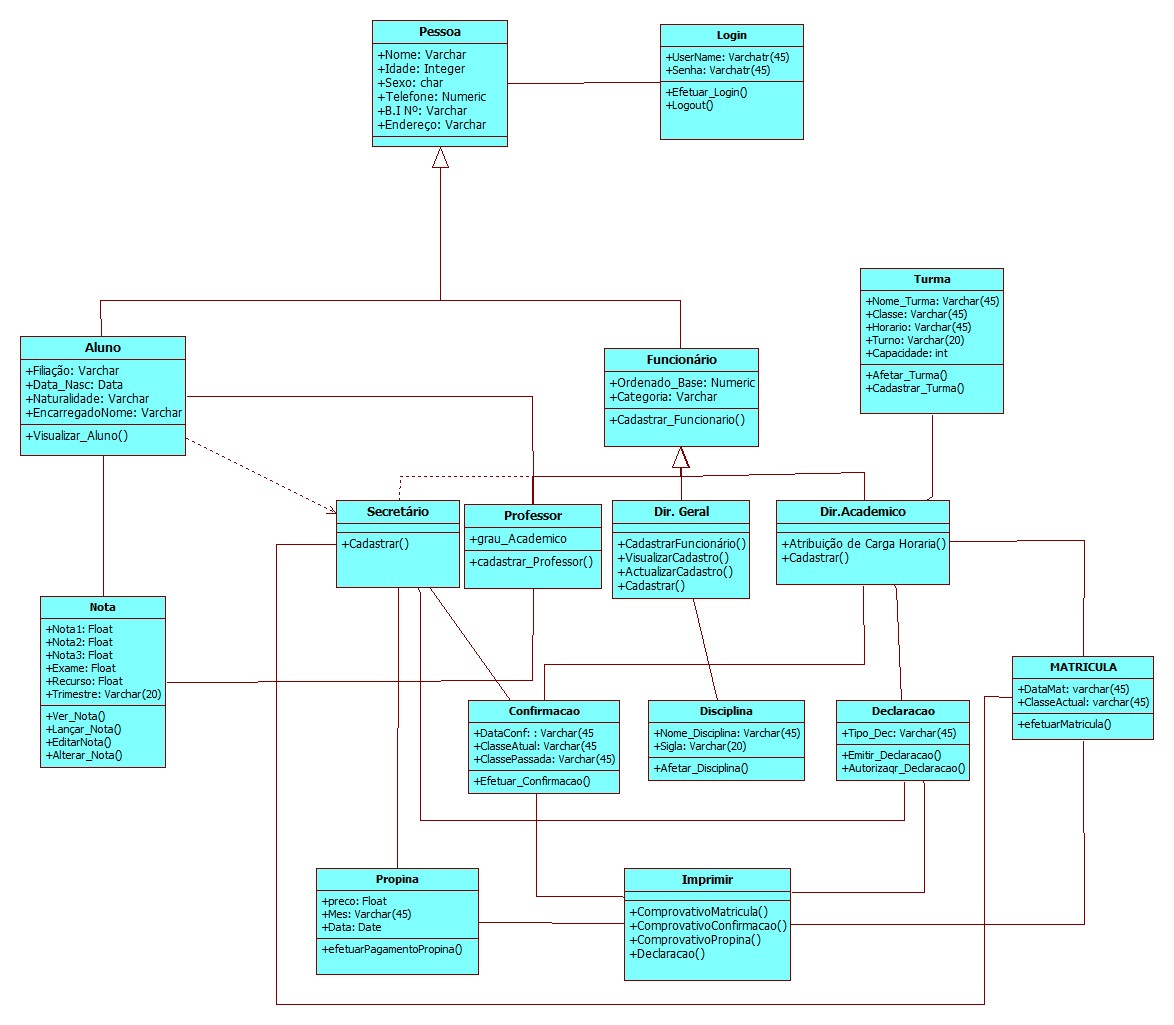 Pessoa
+Nome: Varchar
+Idade: Integer
+Sexo: char
+Telefone: Numeric
+B.I Nº: Varchar
+Endereço: Varchar
Login
+UserName: Varchatr(45)
+Senha: Varchatr(45)
+Efetuar_Login()
+Logout()
Turma
+Nome_Turma: Varchar(45)
+Classe: Varchar(45)
+Horario: Varchar(45)
+Turno: Varchar(20)
+Capacidade: int
+Afetar_Turma()
+Cadastrar_Turma()
Aluno
+Filiação: Varchar
+Data_Nasc: Data
+Naturalidade: Varchar
+EncarregadoNome: Varchar
+Visualizar_Aluno()
Funcionário
+Ordenado_Base: Numeric
+Categoria: Varchar
+Cadastrar_Funcionario()
Secretário
+Cadastrar()
Professor
+grau_Academico
+cadastrar_Professor()
Dir. Geral
+CadastrarFuncionário()
+VisualizarCadastro()
+ActualizarCadastro()
+Cadastrar()
Dir.Academico
+Atribuição de Carga Horaria()
+Cadastrar()
Nota
+Nota1: Float
+Nota2: Float
+Nota3: Float
+Exame: Float
+Recurso: Float
+Trimestre: Varchar(20)
+Ver_Nota()
+Lançar_Nota()
+EditarNota()
+Alterar_Nota()
MATRICULA
+DataMat: varchar(45)
+ClasseActual: varchar(45)
+efetuarMatricula()
Confirmacao
+DataConf: : Varchar(45
+ClasseAtual: Varchar(45
+ClassePassada: Varchar(45)
+Efetuar_Confirmacao()
Disciplina
+Nome_Disciplina: Varchar(45)
+Sigla: Varchar(20)
+Afetar_Disciplina()
Declaracao
+Tipo_Dec: Varchar(45)
+Emitir_Declaracao()
+Autorizaqr_Declaracao()
Propina
+preco: Float
+Mes: Varchar(45)
+Data: Date
+efetuarPagamentoPropina()
Imprimir
+ComprovativoMatricula()
+ComprovativoConfirmacao()
+ComprovativoPropina()
+Declaracao()